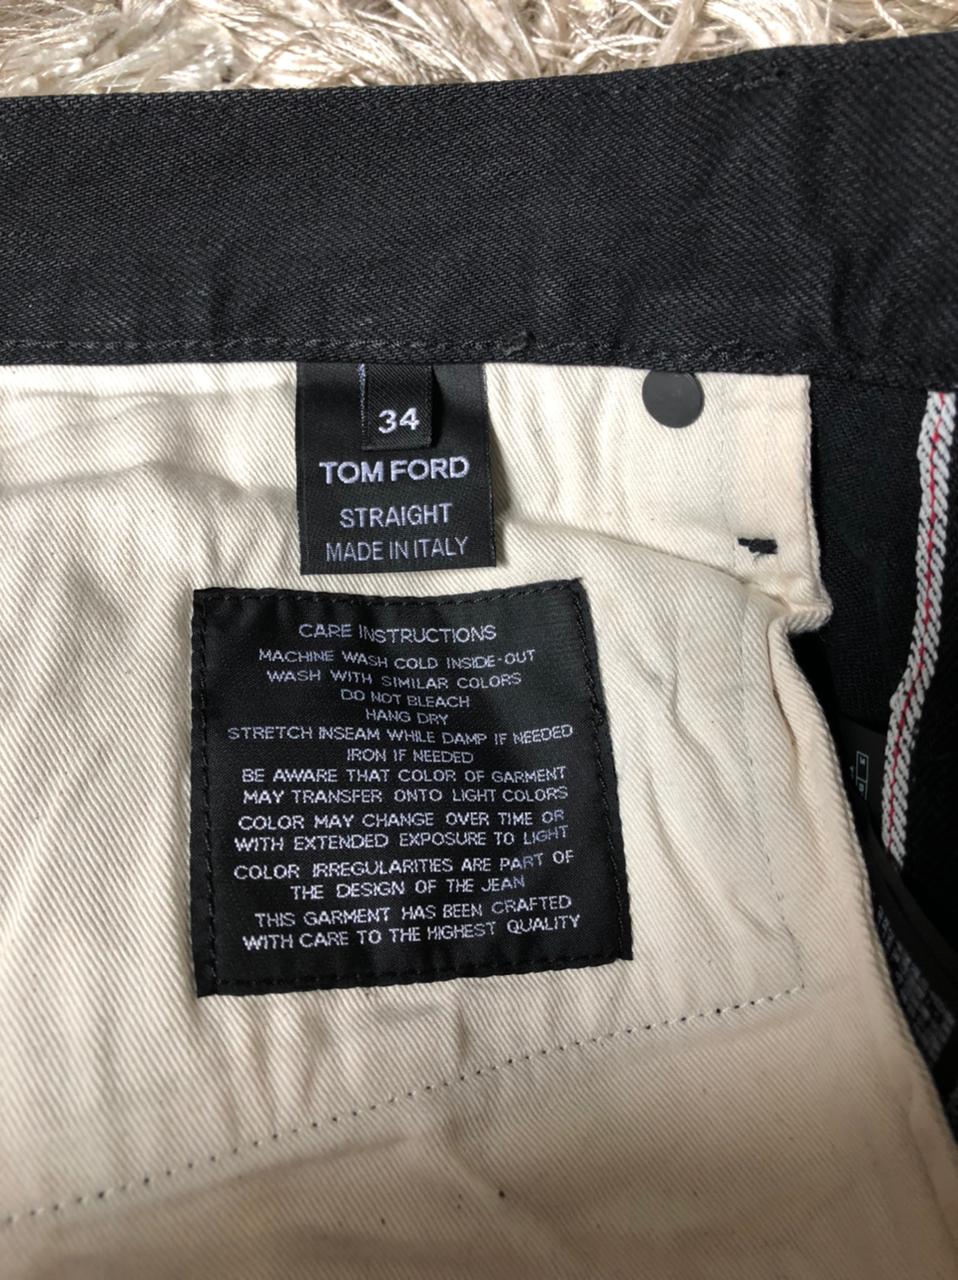 34
TOM FORD
STRAIGHT
MADE IN ITALY
CARE INSTRUCTIONS
MACHINE WASH COLD INSIDE-OUT
WASH WITH SIMILAR COLORS
DO NOT BLEACH
HANG DRY
STRETCH INSEAM WHILE DAMP IF NEEDED
IRON IF NEEDED
BE AWARE THAT COLOR OF GARMENT
MAY TRANSFER ONTO LIGHT COLORS
COLOR MAY CHANGE OVER TIME OR
WITH EXTENDED EXPOSURE TO LIGHT
COLOR IRREGULARITIES ARE PART OF
THE DESIGN OF THE JEAN
THIS GARMENT HAS BEEN CRAFTED
WITH CARE TO THE HIGHEST QUALITY